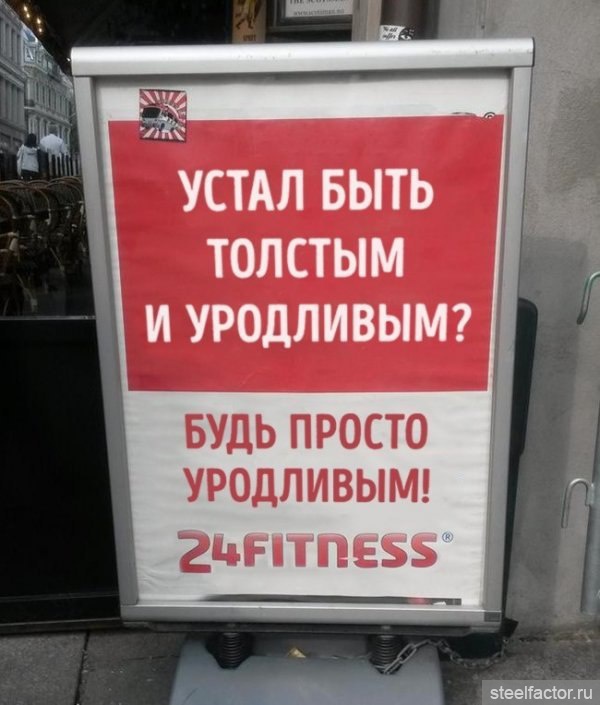 УСТАЛ БЫТЬ
ТОЛСТЫМ
И УРОДЛИВЫМ?
БУДЬ ПРОСТО
УРОДЛИВЫМ!
24FITNESS®
steelfactor.ru